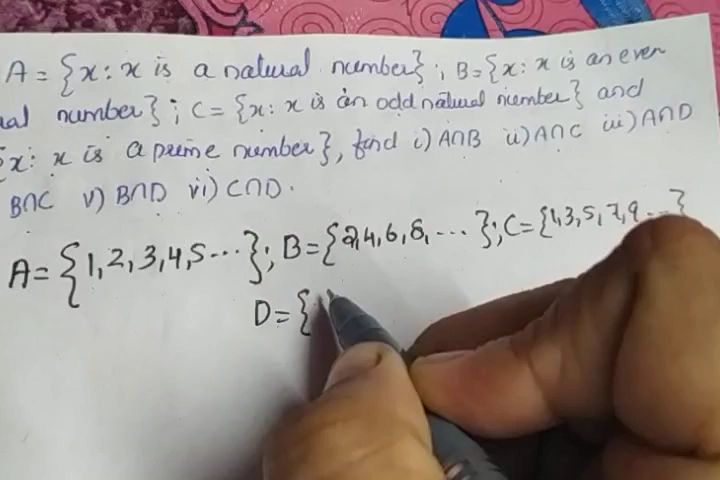 A = {x: x is a natural number}; B={x: x is an even
ral number}; C = {x: x is an odd natural number} and
{x: x is a prime number}, find i) A∩B ii) A∩C iii) A∩D
B∩C v) B∩D vi) C∩D.
A={1,2,3,4,5...}; B={2,4,6,8,...}; C={1,3,5,7,9...}
D={